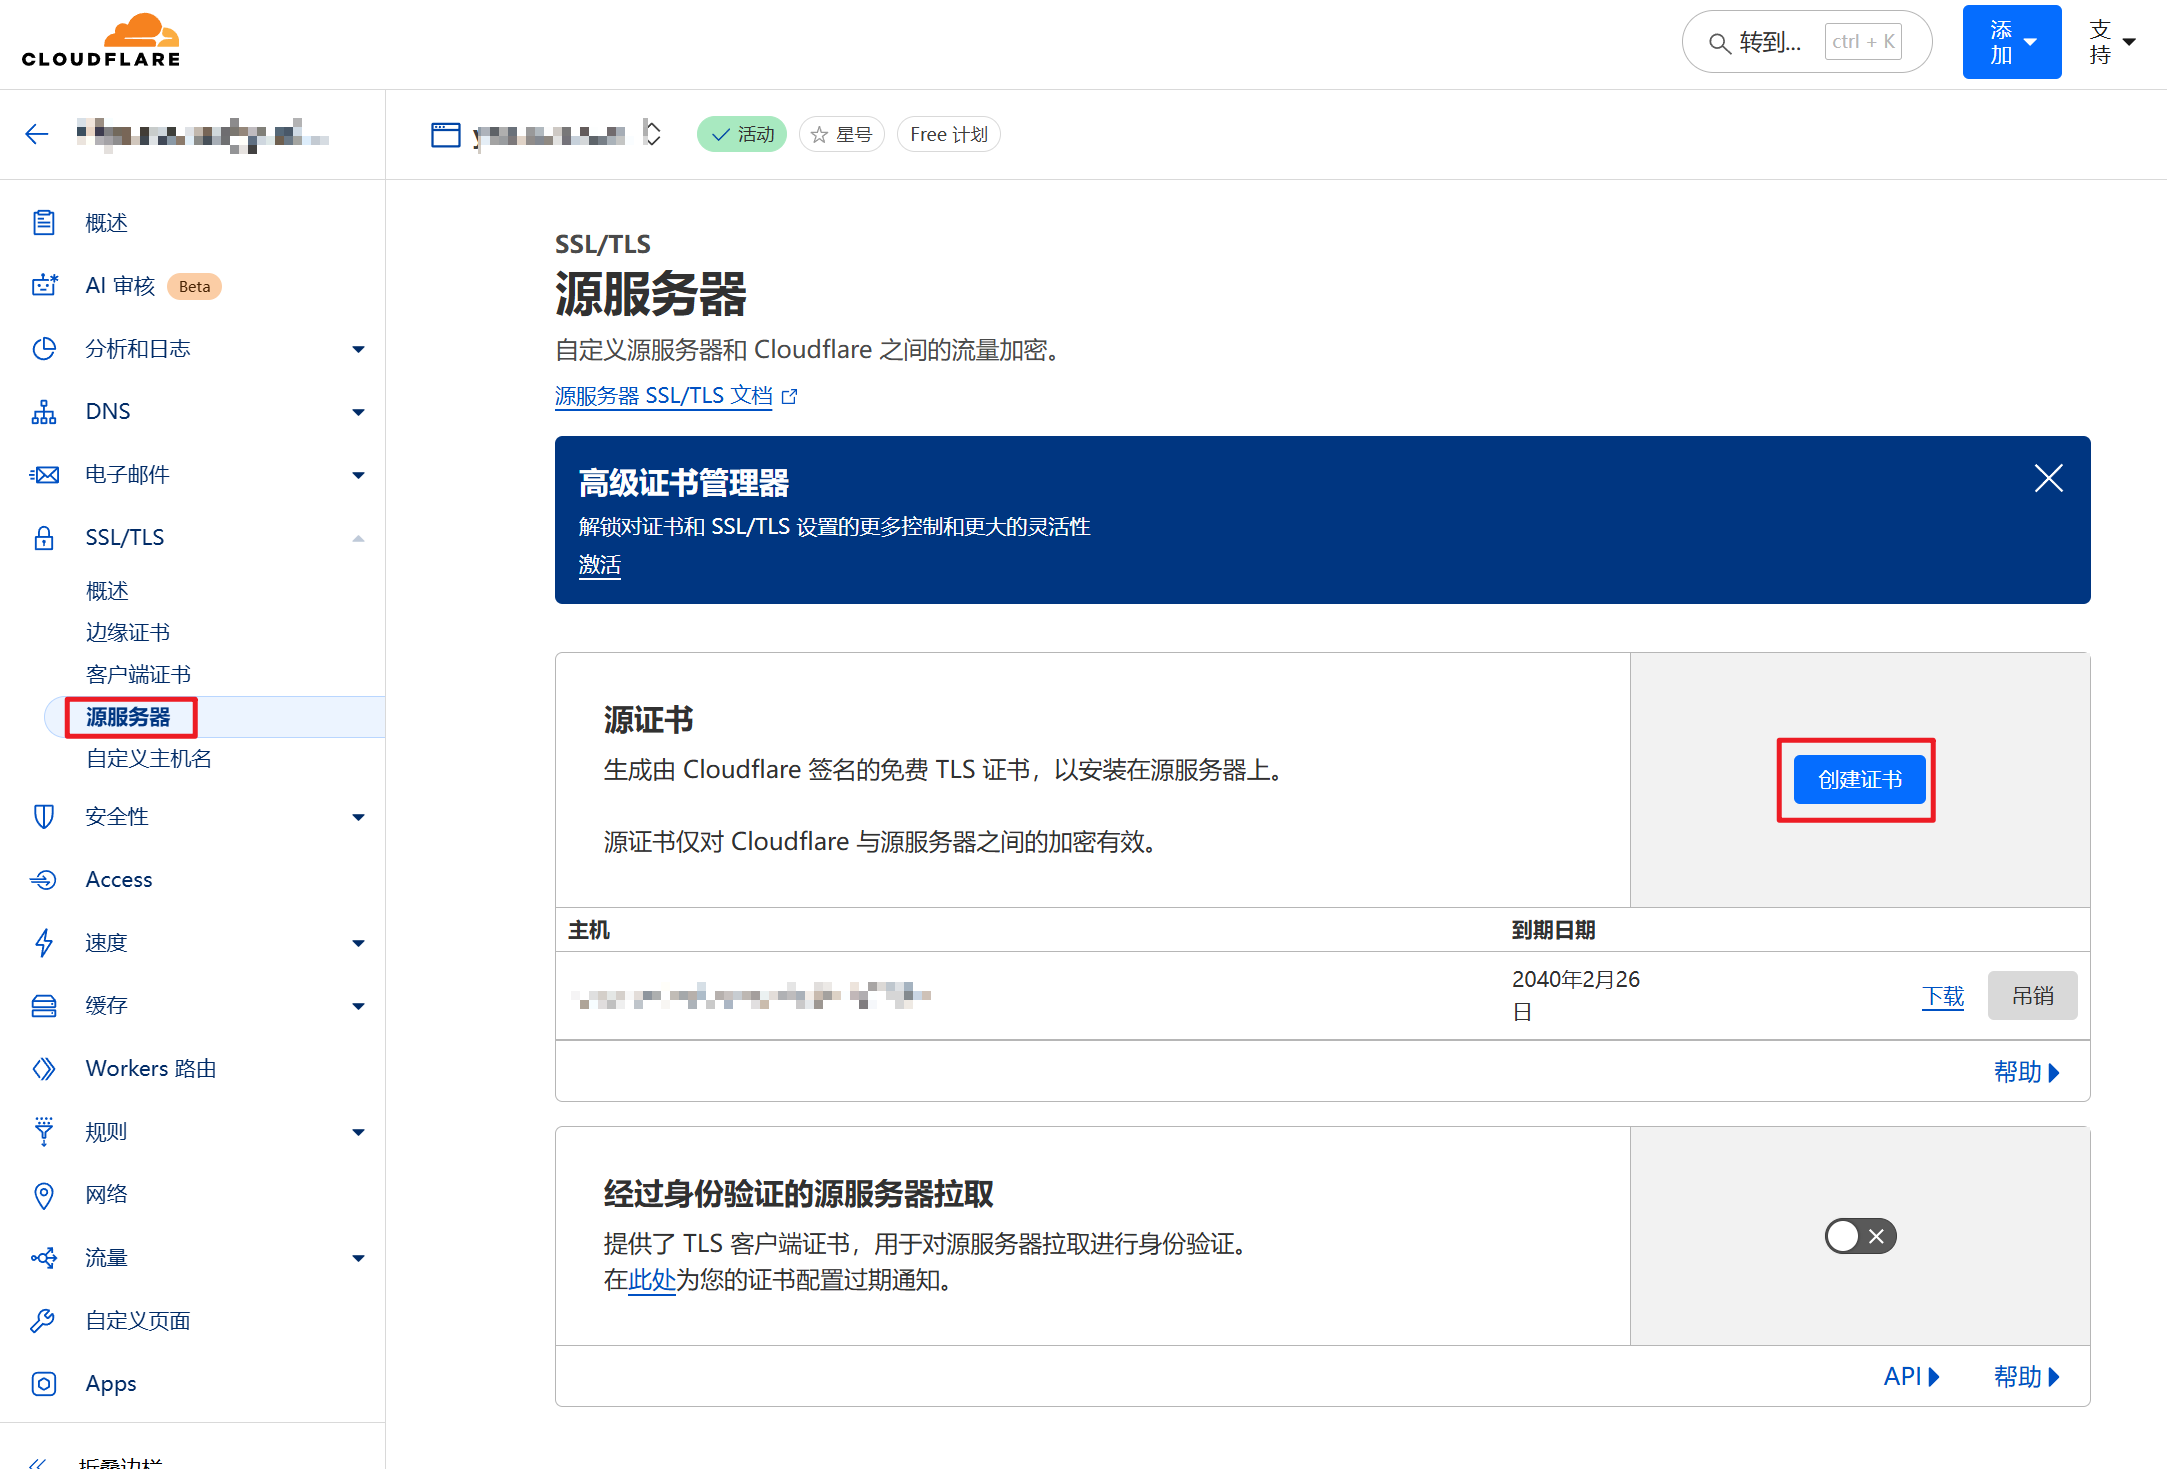 CLOUDFLARE
转到... ctrl + K
添加
支持
活动 星号 Free 计划
概述
AI 审核 Beta
分析和日志
DNS
电子邮件
SSL/TLS
概述
边缘证书
客户端证书
源服务器
自定义主机名
安全性
Access
速度
缓存
Workers 路由
规则
网络
流量
自定义页面
Apps
折叠边栏
SSL/TLS
源服务器
自定义源服务器和 Cloudflare 之间的流量加密。
源服务器 SSL/TLS 文档
高级证书管理器
解锁对证书和 SSL/TLS 设置的更多控制和更大的灵活性
激活
源证书
生成由 Cloudflare 签名的免费 TLS 证书，以安装在源服务器上。
源证书仅对 Cloudflare 与源服务器之间的加密有效。
创建证书
主机 到期日期
2040年2月26
日
下载 吊销
帮助
经过身份验证的源服务器拉取
提供了 TLS 客户端证书，用于对源服务器拉取进行身份验证。
在此处为您的证书配置过期通知。
API 帮助